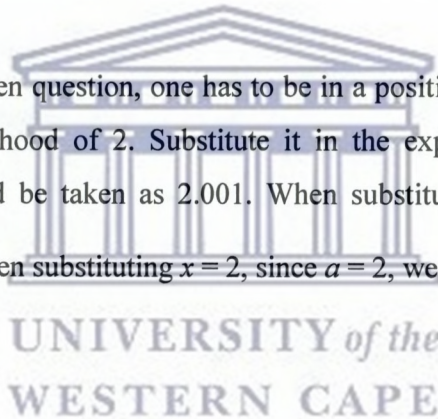 en question, one has to be in a positi
hood of 2. Substitute it in the exp
d be taken as 2.001. When substitu
en substituting x = 2, since a = 2, we
UNIVERSITY of the
WESTERN CAPE